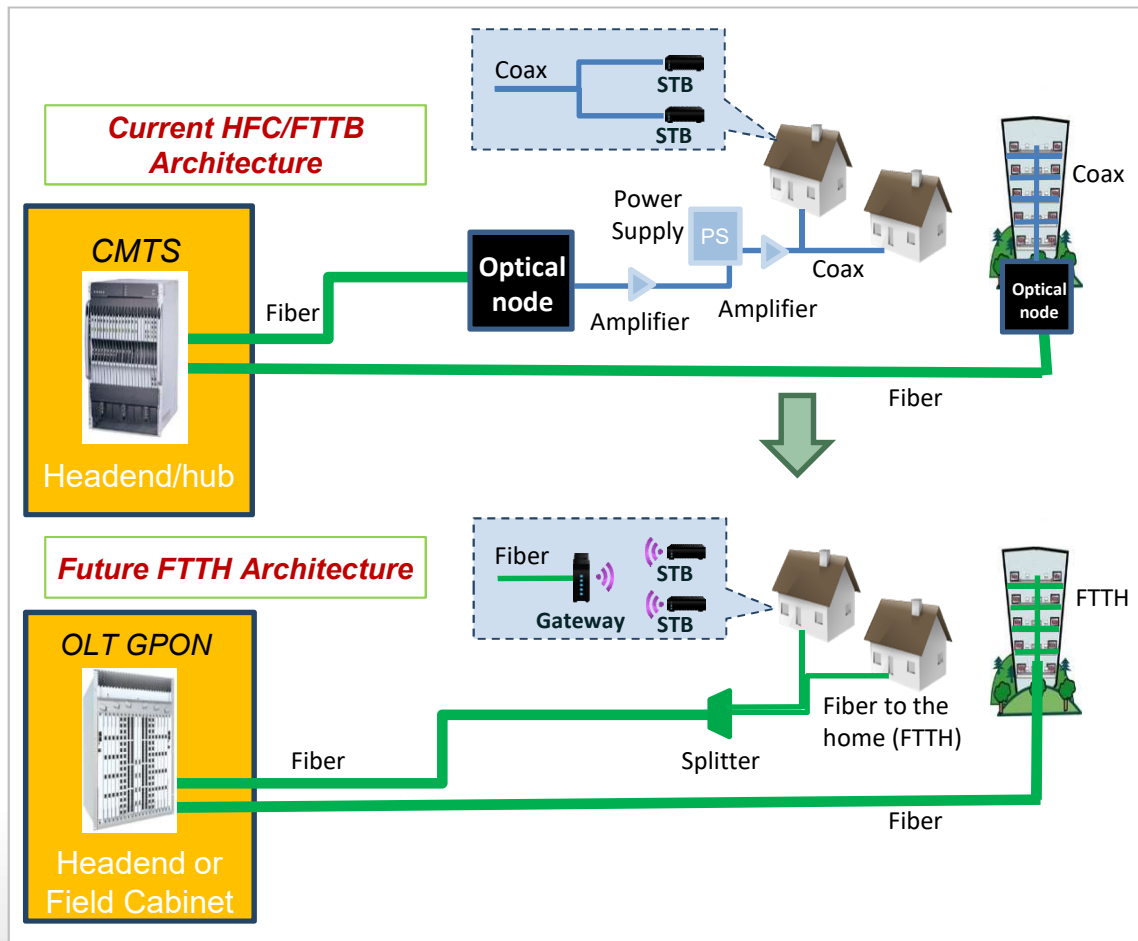 Current HFC/FTTB
Architecture
Coax
STB
STB
CMTS
Headend/hub
Fiber
Optical
node
Amplifier
Power
Supply
PS
Amplifier
Coax
Coax
Optical
node
Fiber
Future FTTH Architecture
Fiber
Gateway
STB
STB
OLT GPON
Headend or
Field Cabinet
Fiber
Splitter
Fiber to the
home (FTTH)
FTTH
Fiber